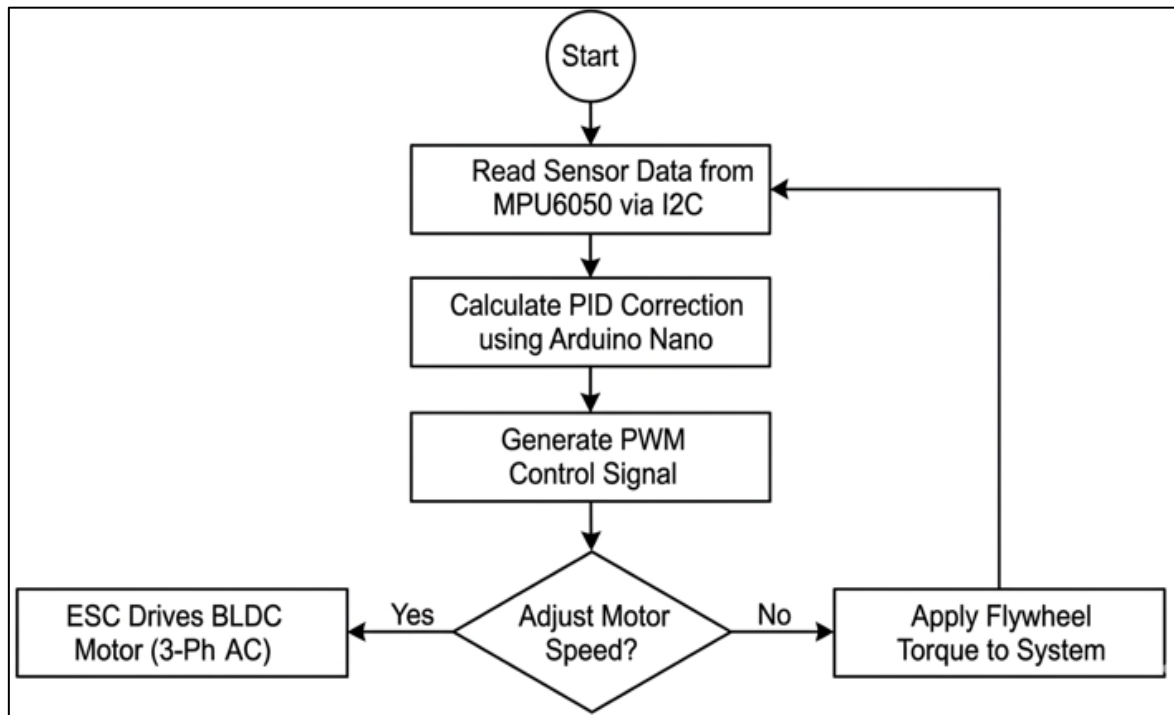 Start
Read Sensor Data from
MPU6050 via I2C
Calculate PID Correction
using Arduino Nano
Generate PWM
Control Signal
ESC Drives BLDC
Motor (3-Ph AC)
Yes
Adjust Motor
Speed?
No
Apply Flywheel
Torque to System